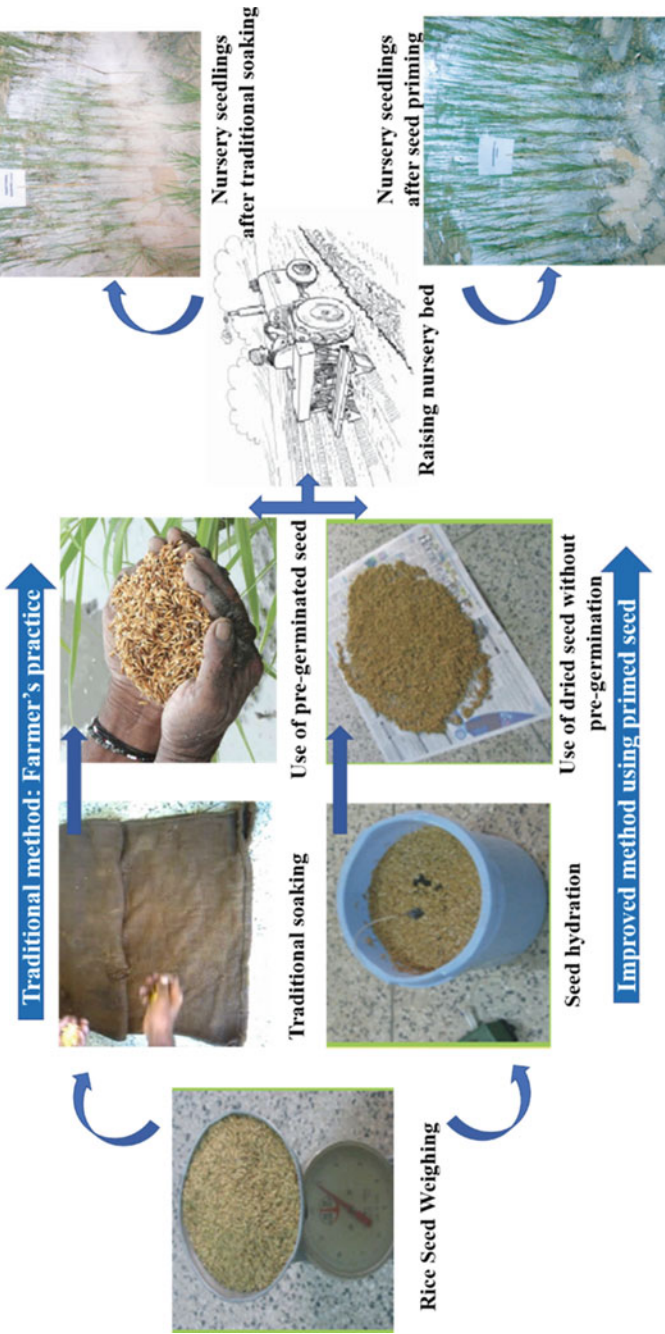 Traditional method: Farmer's practice
Rice Seed Weighing
Traditional soaking
Use of pre-germinated seed
Seed hydration
Use of dried seed without
pre-germination
Raising nursery bed
Nursery seedlings
after traditional soaking
Nursery seedlings
after seed priming
Improved method using primed seed